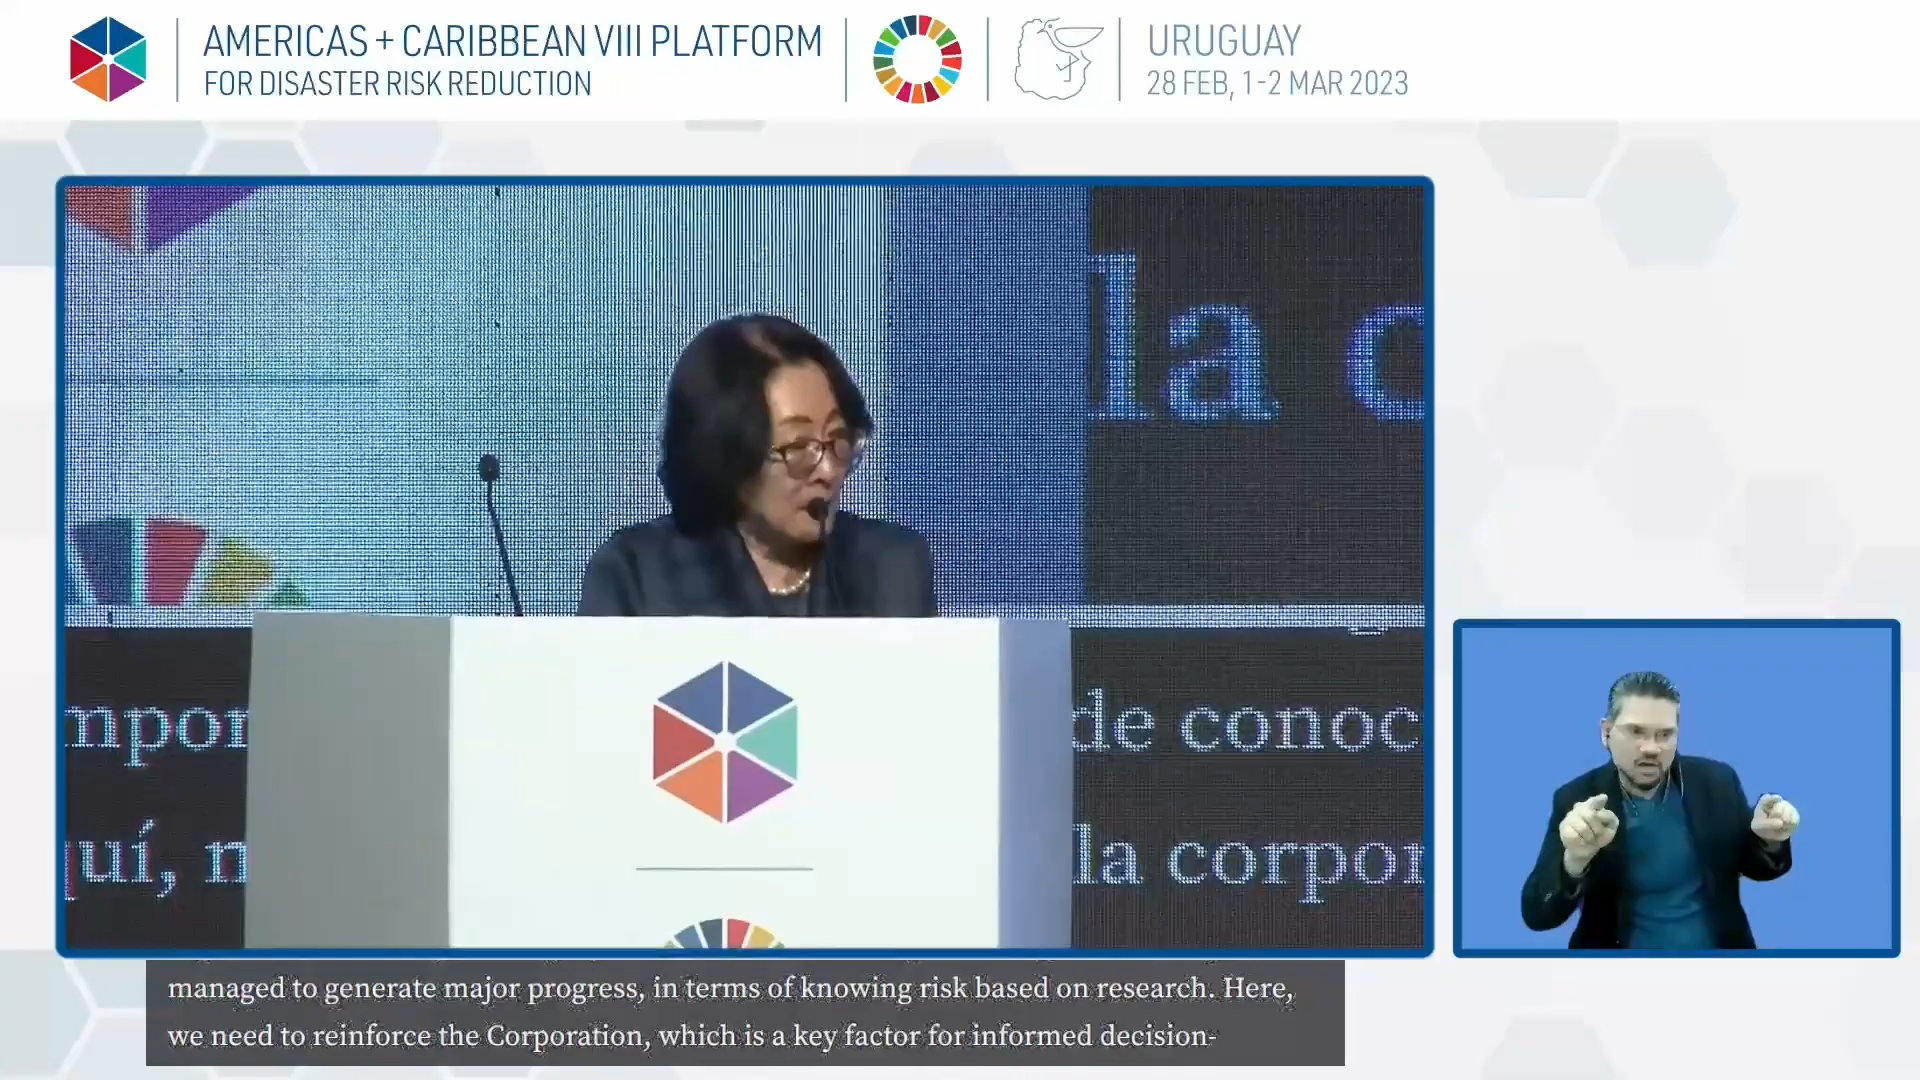 AMERICAS + CARIBBEAN VIII PLATFORM
FOR DISASTER RISK REDUCTION
URUGUAY
28 FEB, 1-2 MAR 2023
la c
mpor
de conoc
quí, n
la corpor
managed to generate major progress, in terms of knowing risk based on research. Here,
we need to reinforce the Corporation, which is a key factor for informed decision-